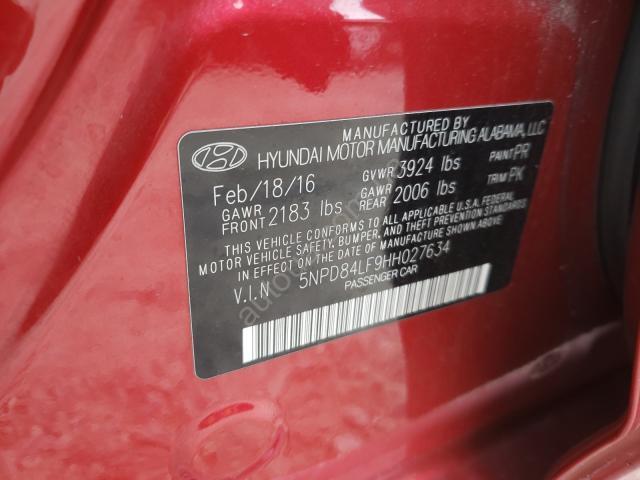 MANUFACTURED BY
HYUNDAI MOTOR MANUFACTURING ALABAMA, LLC
Feb/18/16 GVWR 3924 lbs PAINT PR
GAWR FRONT 2183 lbs GAWR REAR 2006 lbs TRIM PK
THIS VEHICLE CONFORMS TO ALL APPLICABLE U.S.A. FEDERAL
MOTOR VEHICLE SAFETY, BUMPER, AND THEFT PREVENTION STANDARDS
IN EFFECT ON THE DATE OF MANUFACTURE SHOWN ABOVE.
V.I.N 5NPD84LF9HH027634
PASSENGER CAR